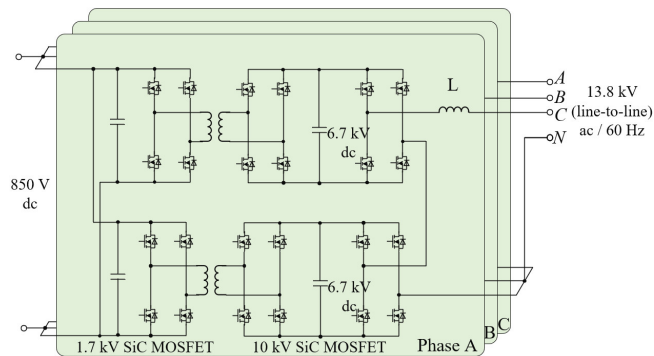 A
L
13.8 kV
B
(line-to-line)
C
ac / 60 Hz
N
6.7 kV
dc
850 V
dc
6.7 kV
dc
1.7 kV SiC MOSFET
10 kV SiC MOSFET
Phase A
B
C